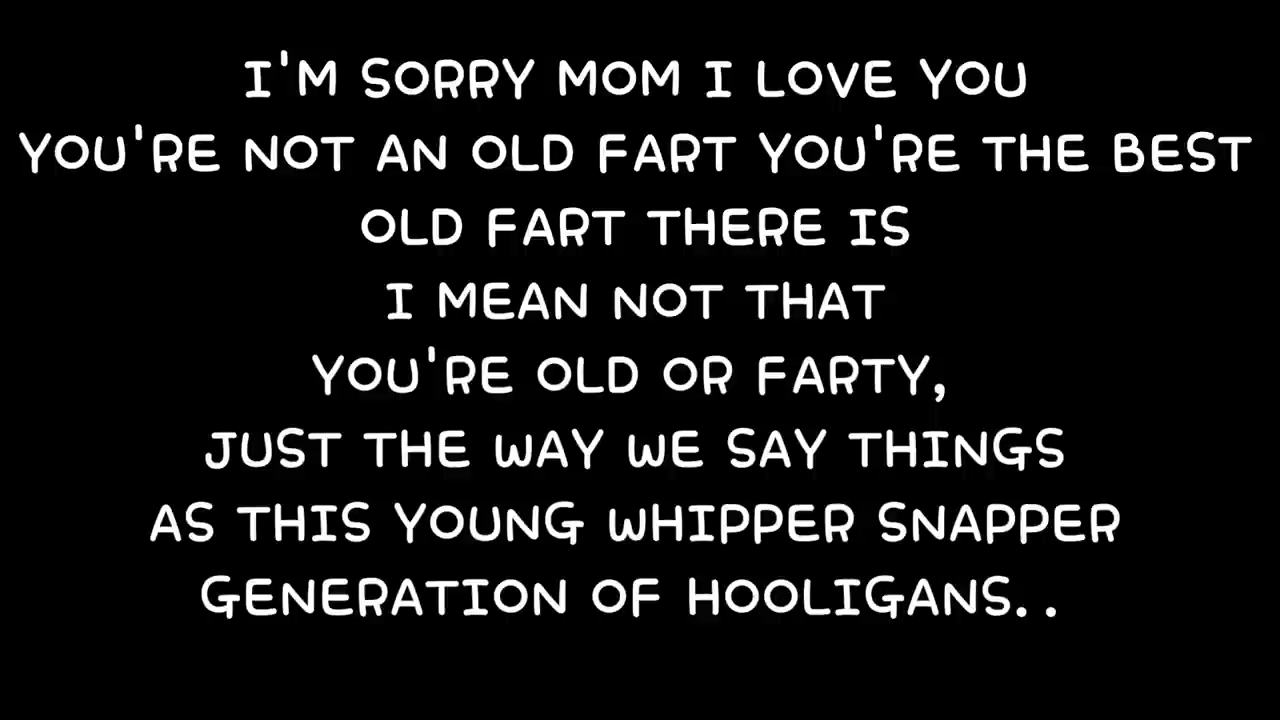 I'M SORRY MOM I LOVE YOU
YOU'RE NOT AN OLD FART YOU'RE THE BEST
OLD FART THERE IS
I MEAN NOT THAT
YOU'RE OLD OR FARTY,
JUST THE WAY WE SAY THINGS
AS THIS YOUNG WHIPPER SNAPPER
GENERATION OF HOOLIGANS..